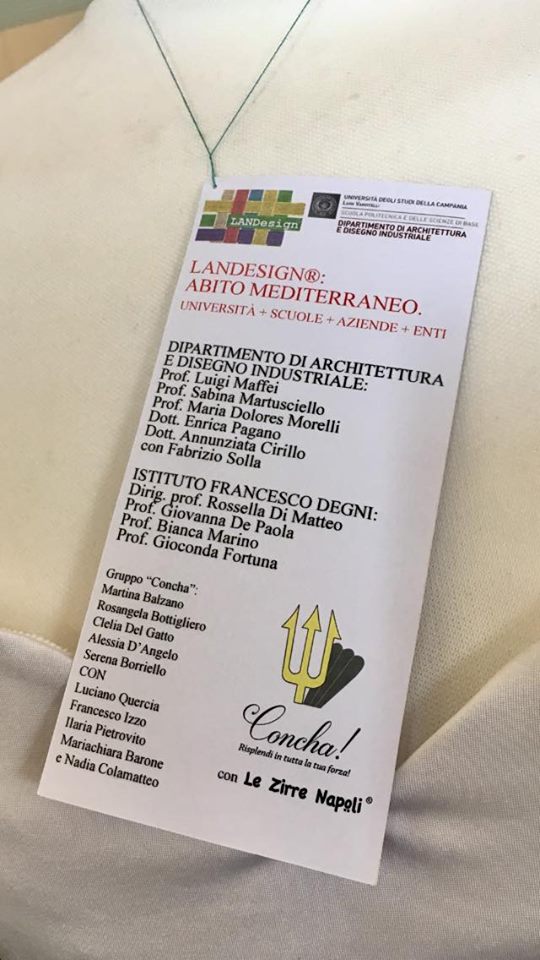 LANDesign
UNIVERSITÀ DEGLI STUDI DELLA CAMPANIA
LUIGI VANVITELLI
SCUOLA POLITECNICA E DELLE SCIENZE DI BASE
DIPARTIMENTO DI ARCHITETTURA
E DISEGNO INDUSTRIALE
LANDESIGN®:
ABITO MEDITERRANEO.
UNIVERSITÀ + SCUOLE + AZIENDE + ENTI
DIPARTIMENTO DI ARCHITETTURA
E DISEGNO INDUSTRIALE:
Prof. Luigi Maffei
Prof. Sabina Martusciello
Prof. Maria Dolores Morelli
Dott. Enrica Pagano
Dott. Annunziata Cirillo
con Fabrizio Solla
ISTITUTO FRANCESCO DEGNI:
Dirig. prof. Rossella Di Matteo
Prof. Giovanna De Paola
Prof. Bianca Marino
Prof. Gioconda Fortuna
Gruppo "Concha":
Martina Balzano
Rosangela Bottigliero
Clelia Del Gatto
Alessia D'Angelo
Serena Borriello
CON
Luciano Quercia
Francesco Izzo
Ilaria Pietrovito
Mariachiara Barone
e Nadia Colamatteo
Concha!
Risplendi in tutta la tua forza!
con Le Zirre Napoli®